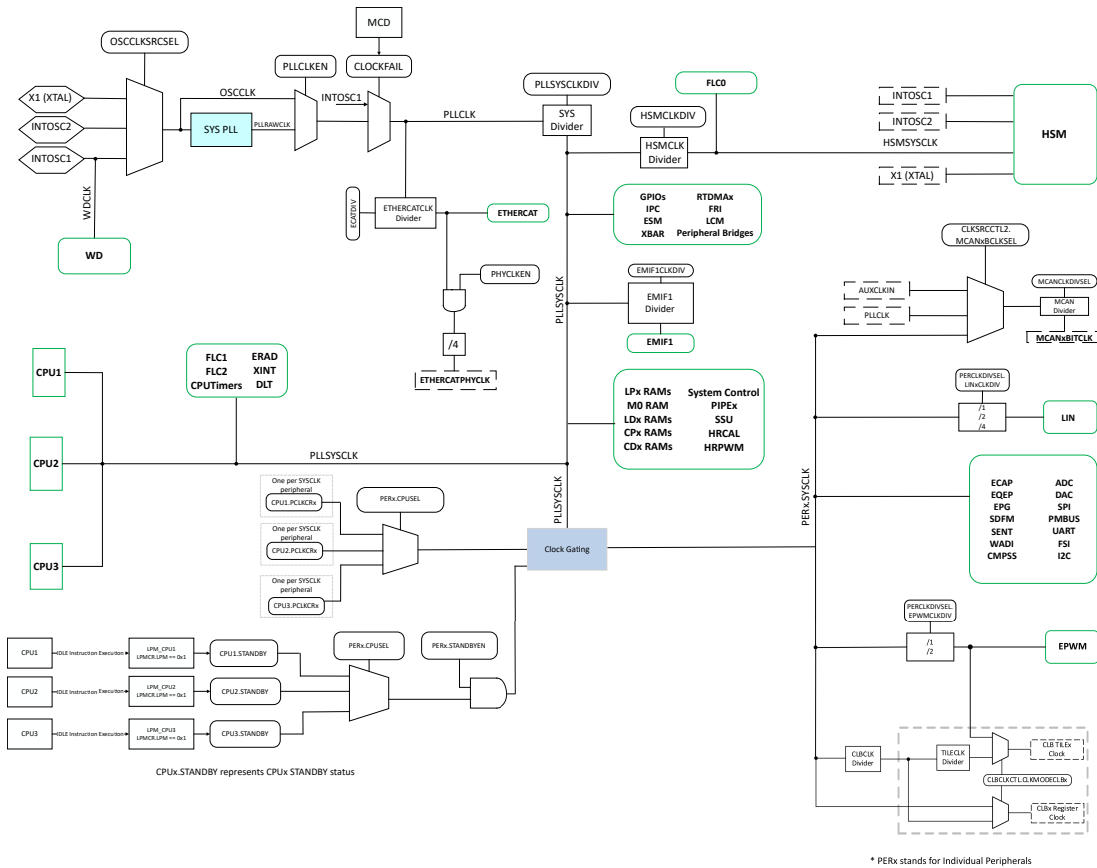 MCD
OSCCLKSRCSEL
PLLCLKEN
CLOCKFAIL
X1 (XTAL)
INTOSC2
INTOSC1
OSCCLK
SYS PLL
PLLRAWCLK
INTOSC1
PLLCLK
WDCLK
WD
PLLSYSCLKDIV
SYS
Divider
FLC0
HSMCLKDIV
HSMCLK
Divider
HSMSYSCLK
INTOSC1
INTOSC2
X1 (XTAL)
HSM
ECATDIV
ETHERCATCLK
Divider
ETHERCAT
PHYCLKEN
/4
ETHERCATPHYCLK
GPIOs RTDMAx
IPC FRI
ESM LCM
XBAR Peripheral Bridges
PLLSYSCLK
EMIF1CLKDIV
EMIF1
Divider
EMIF1
CLKSRCCTL2.
MCANxBCLKSEL
AUXCLKIN
PLLCLK
MCANCLKDIVSEL
MCAN
Divider
MCANxBITCLK
CPU1
CPU2
CPU3
FLC1 ERAD
FLC2 XINT
CPUTimers DLT
LPx RAMs System Control
M0 RAM PIPEx
LDx RAMs SSU
CPx RAMs HRCAL
CDx RAMs HRPWM
PERCLKDIVSEL.
LINxCLKDIV
/1
/2
/4
LIN
PLLSYSCLK
PLLSYSCLK
PERx.SYSCLK
One per SYSCLK
peripheral
CPU1.PCLKCRx
One per SYSCLK
peripheral
CPU2.PCLKCRx
One per SYSCLK
peripheral
CPU3.PCLKCRx
PERx.CPUSEL
Clock Gating
ECAP ADC
EQEP DAC
EPG SPI
SDFM PMBUS
SENT UART
WADI FSI
CMPSS I2C
PERCLKDIVSEL.
EPWMCLKDIV
/1
/2
EPWM
CPU1
IDLE Instruction Execution
LPM_CPU1
LPMCR.LPM == 0x1
CPU1.STANDBY
CPU2
IDLE Instruction Execution
LPM_CPU2
LPMCR.LPM == 0x1
CPU2.STANDBY
CPU3
IDLE Instruction Execution
LPM_CPU3
LPMCR.LPM == 0x1
CPU3.STANDBY
PERx.CPUSEL
PERx.STANDBYEN
CPUx.STANDBY represents CPUx STANDBY status
CLBCLK
Divider
TILECLK
Divider
CLB TILEx
Clock
CLBCLKCTL.CLKMODECLBx
CLBx Register
Clock
* PERx stands for Individual Peripherals